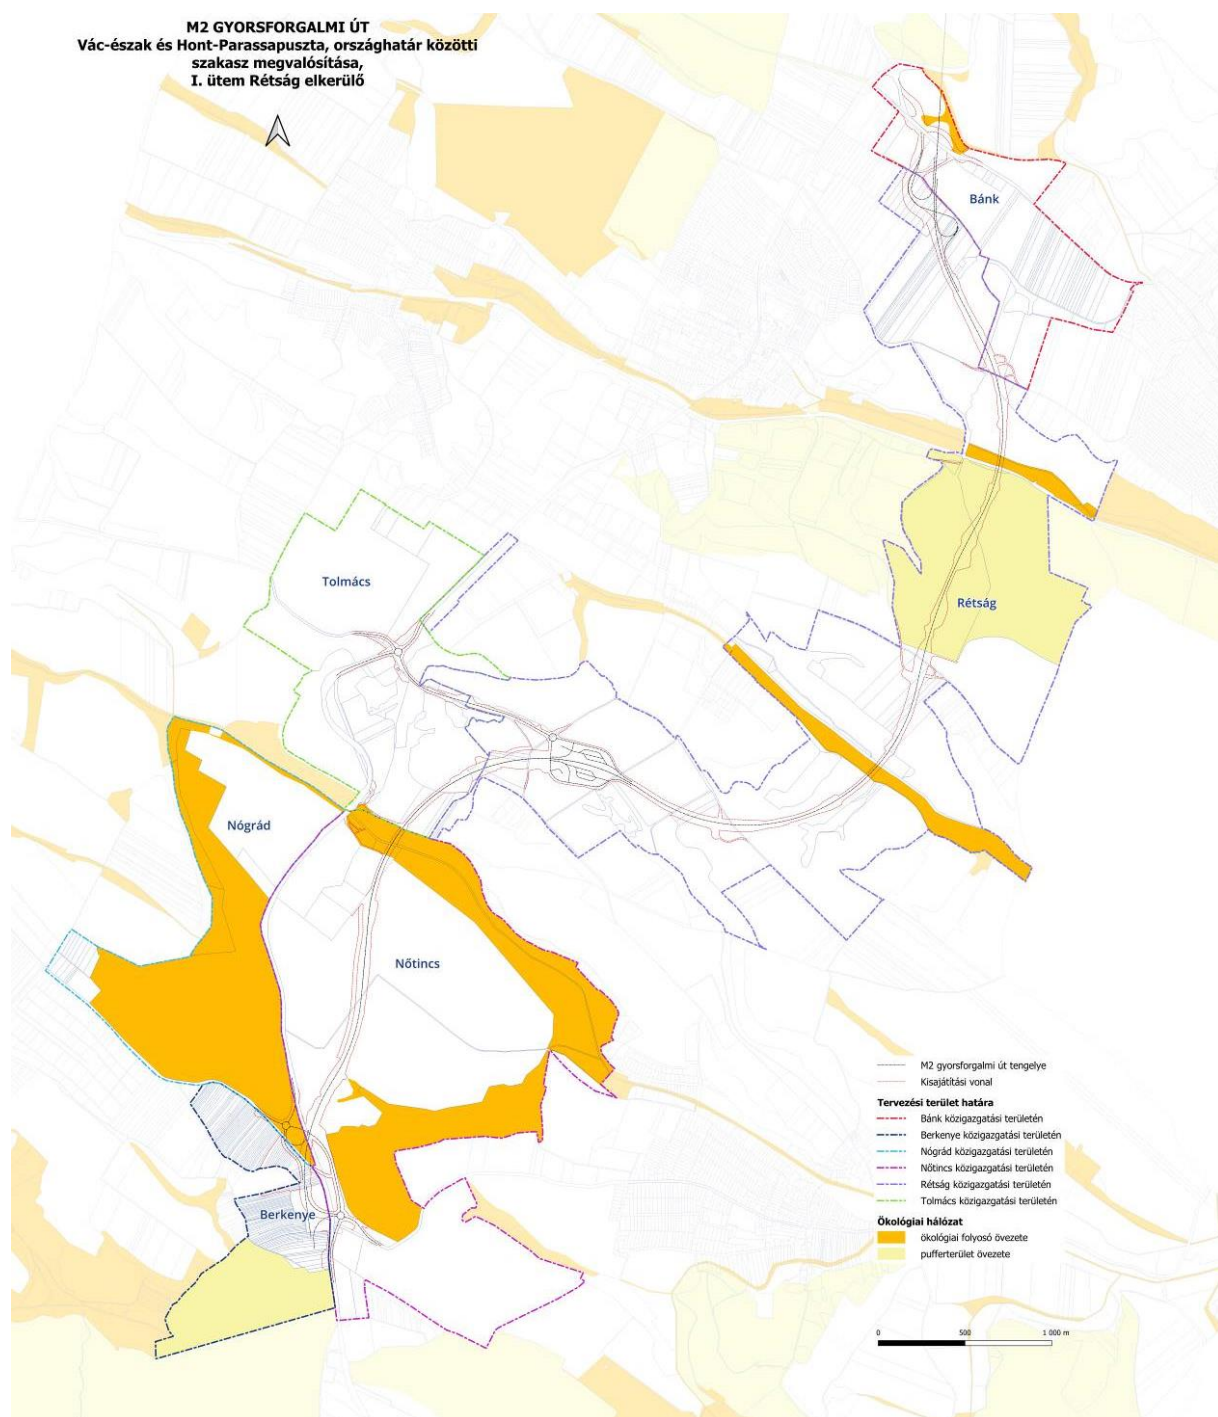 M2 GYORSFORGALMI ÚT
Vác-észak és Hont-Parassapuszta, országhatár közötti
szakasz megvalósítása,
I. ütem Rétság elkerülő
Bánk
Tolmács
Rétság
Nógrád
Nőtincs
Berkenye
M2 gyorsforgalmi út tengelye
Kisajátítási vonal
Tervezési terület határa
Bánk közigazgatási területén
Berkenye közigazgatási területén
Nógrád közigazgatási területén
Nőtincs közigazgatási területén
Rétság közigazgatási területén
Tolmács közigazgatási területén
Ökológiai hálózat
ökológiai folyosó övezete
pufferterület övezete
0 500 1 000 m